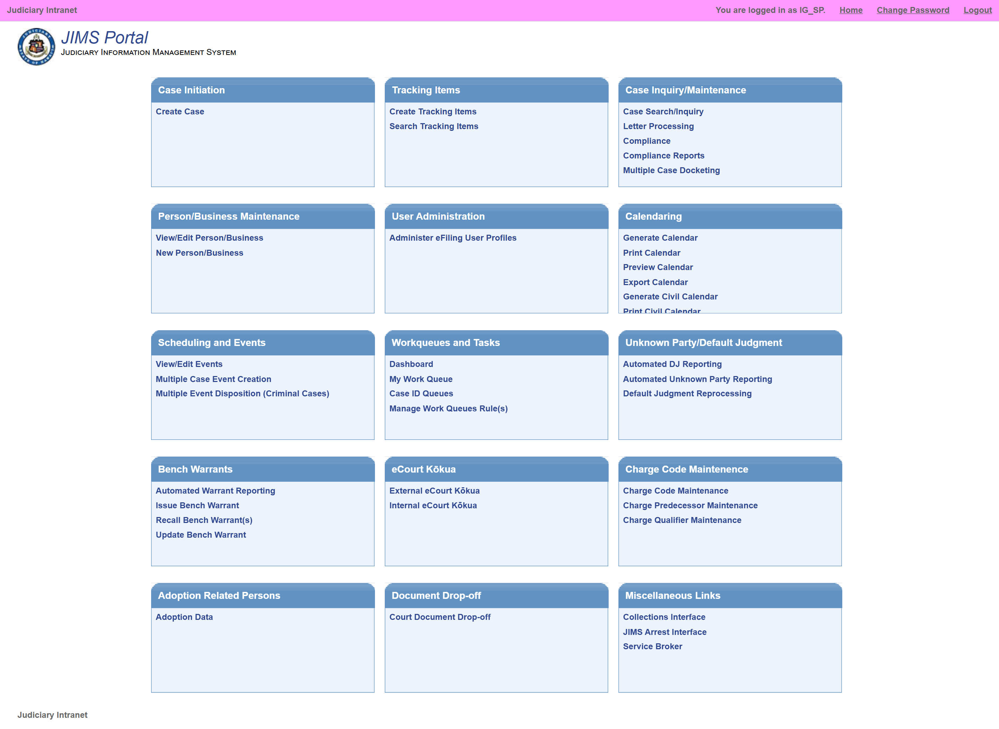 Judiciary Intranet
You are logged in as IG_SP. Home Change Password Logout
JUDICIARY
STATE OF HAWAII
JIMS Portal
Judiciary Information Management System
Case Initiation
Create Case
Tracking Items
Create Tracking Items
Search Tracking Items
Case Inquiry/Maintenance
Case Search/Inquiry
Letter Processing
Compliance
Compliance Reports
Multiple Case Docketing
Person/Business Maintenance
View/Edit Person/Business
New Person/Business
User Administration
Administer eFiling User Profiles
Calendaring
Generate Calendar
Print Calendar
Preview Calendar
Export Calendar
Generate Civil Calendar
Print Civil Calendar
Scheduling and Events
View/Edit Events
Multiple Case Event Creation
Multiple Event Disposition (Criminal Cases)
Workqueues and Tasks
Dashboard
My Work Queue
Case ID Queues
Manage Work Queues Rule(s)
Unknown Party/Default Judgment
Automated DJ Reporting
Automated Unknown Party Reporting
Default Judgment Reprocessing
Bench Warrants
Automated Warrant Reporting
Issue Bench Warrant
Recall Bench Warrant(s)
Update Bench Warrant
eCourt Kōkua
External eCourt Kōkua
Internal eCourt Kōkua
Charge Code Maintenence
Charge Code Maintenance
Charge Predecessor Maintenance
Charge Qualifier Maintenance
Adoption Related Persons
Adoption Data
Document Drop-off
Court Document Drop-off
Miscellaneous Links
Collections Interface
JIMS Arrest Interface
Service Broker
Judiciary Intranet